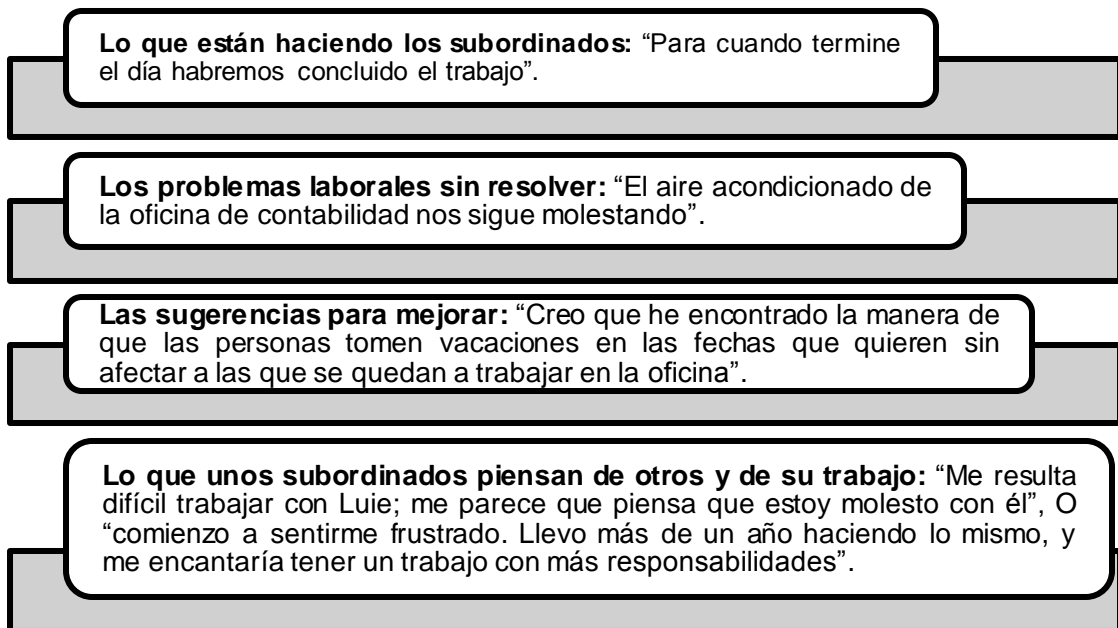 Lo que están haciendo los subordinados: “Para cuando termine
el día habremos concluido el trabajo”.
Los problemas laborales sin resolver: “El aire acondicionado de
la oficina de contabilidad nos sigue molestando”.
Las sugerencias para mejorar: “Creo que he encontrado la manera de
que las personas tomen vacaciones en las fechas que quieren sin
afectar a las que se quedan a trabajar en la oficina”.
Lo que unos subordinados piensan de otros y de su trabajo: “Me resulta
difícil trabajar con Luie; me parece que piensa que estoy molesto con él”, O
“comienzo a sentirme frustrado. Llevo más de un año haciendo lo mismo, y
me encantaría tener un trabajo con más responsabilidades”.